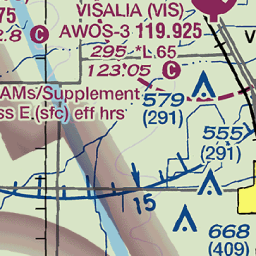 75
VISALIA (VIS)
2.8 C
AWOS-3 119.925
295 *L 65
123.05 C
AMs/Supplement
579
(291)
ss E (sfc) eff hrs
555
(291)
15
668
(409)